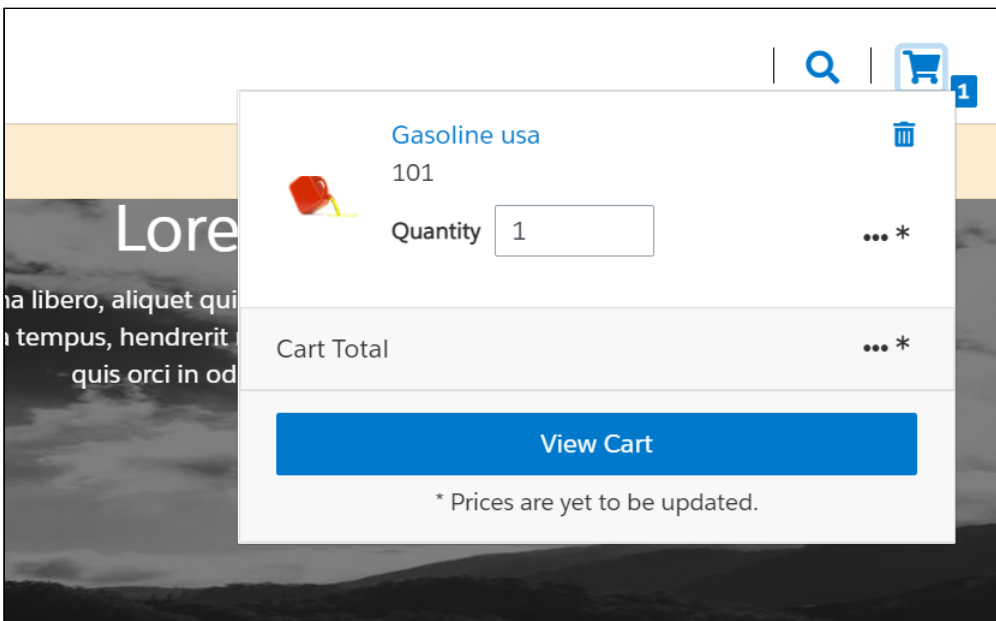 1
Gasoline usa
101
Quantity 1
... *
Lore
na libero, aliquet qui
tempus, hendrerit
quis orci in od
Cart Total
... *
View Cart
* Prices are yet to be updated.